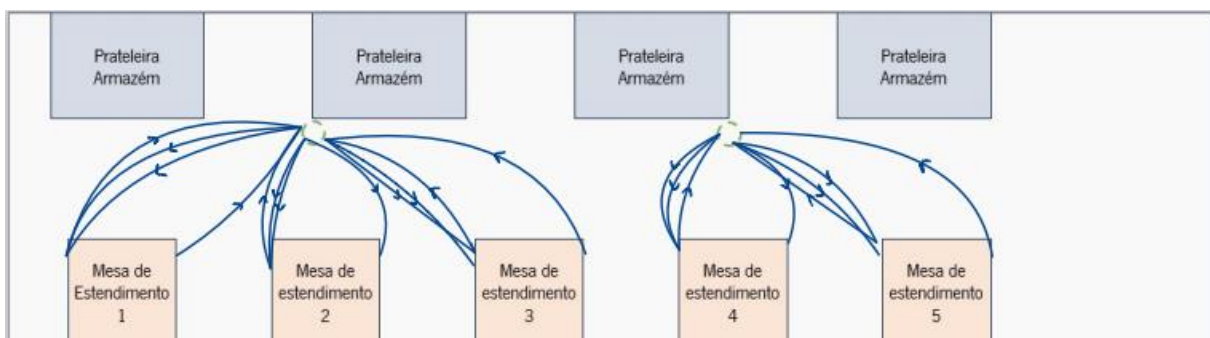 Prateleira
Armazém
Prateleira
Armazém
Prateleira
Armazém
Prateleira
Armazém
Mesa de
Estendimento
1
Mesa de
estendimento
2
Mesa de
estendimento
3
Mesa de
estendimento
4
Mesa de
estendimento
5